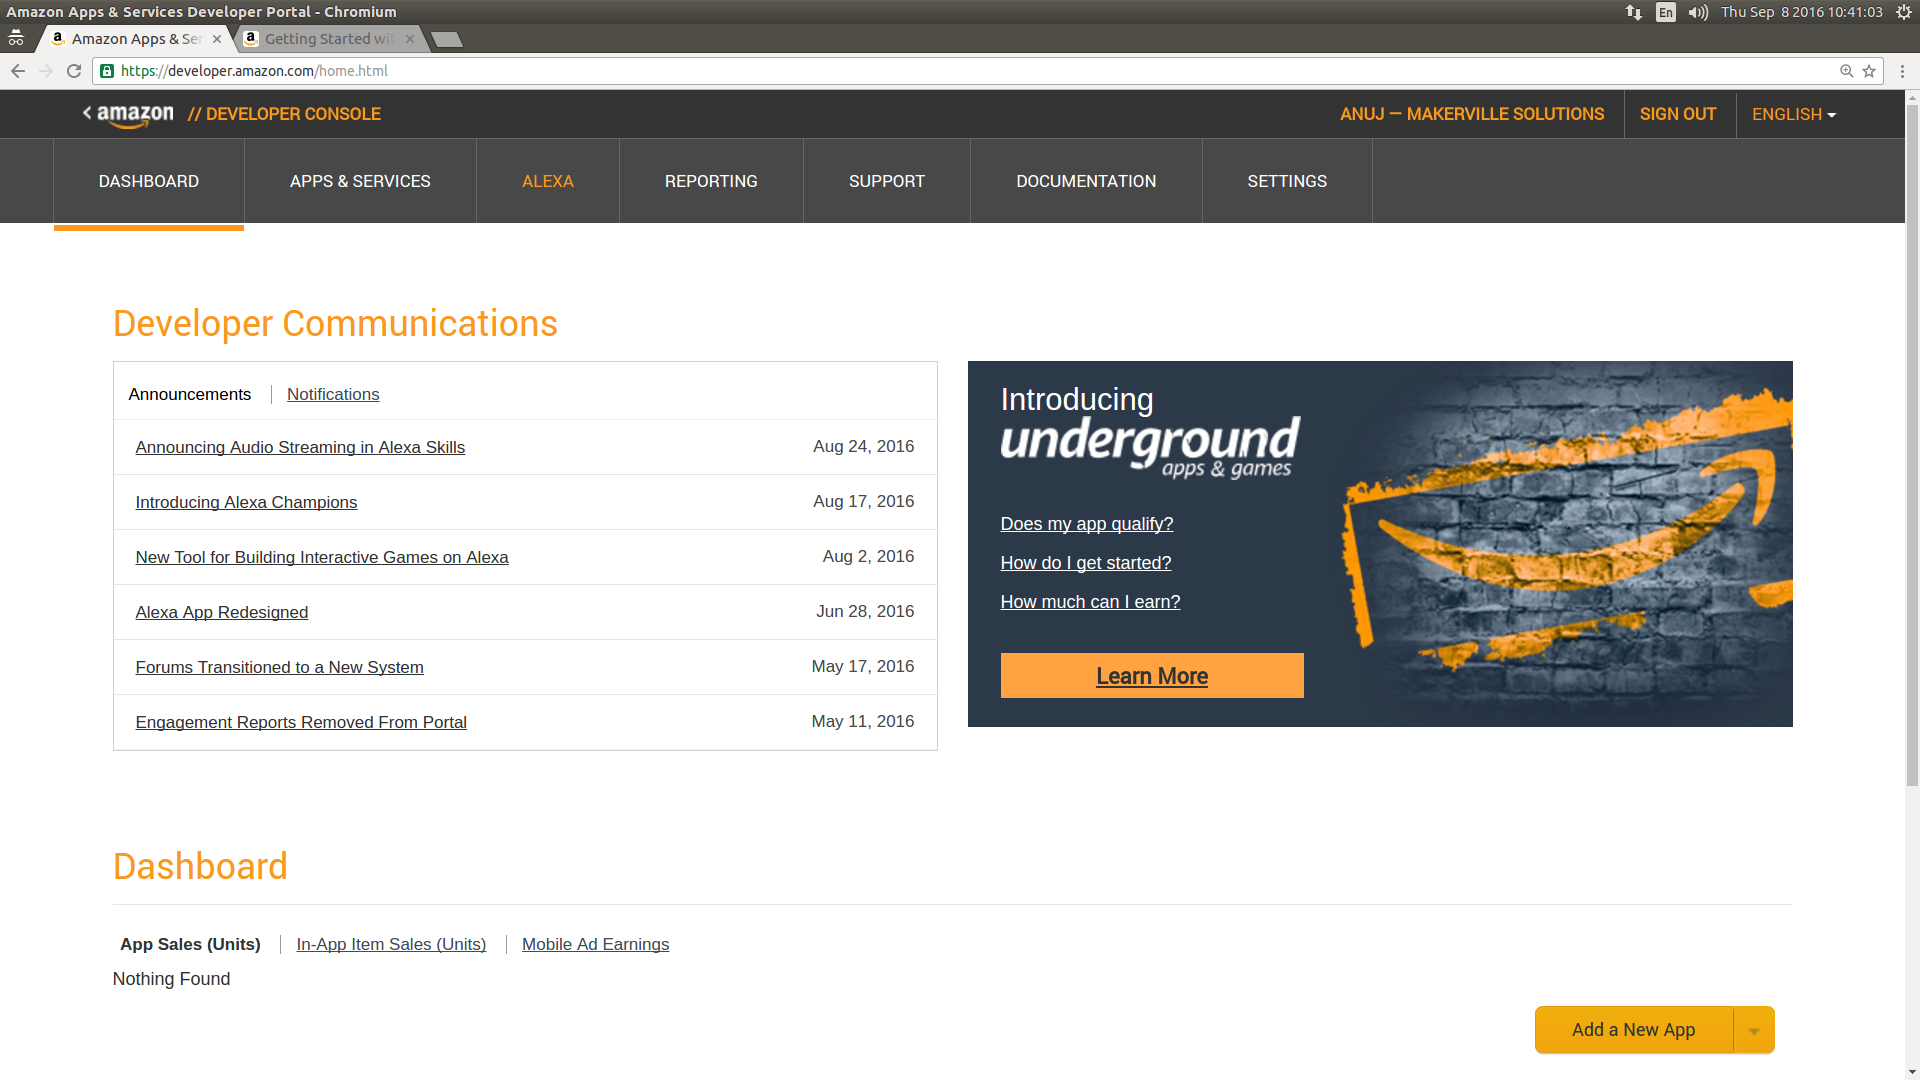 Amazon Apps & Services Developer Portal - Chromium
En
Thu Sep 8 2016 10:41:03
Amazon Apps & Ser
Getting Started wit
https://developer.amazon.com/home.html
amazon // DEVELOPER CONSOLE
ANUJ — MAKERVILLE SOLUTIONS
SIGN OUT
ENGLISH
DASHBOARD
APPS & SERVICES
ALEXA
REPORTING
SUPPORT
DOCUMENTATION
SETTINGS
Developer Communications
Announcements
Notifications
Announcing Audio Streaming in Alexa Skills Aug 24, 2016
Introducing Alexa Champions Aug 17, 2016
New Tool for Building Interactive Games on Alexa Aug 2, 2016
Alexa App Redesigned Jun 28, 2016
Forums Transitioned to a New System May 17, 2016
Engagement Reports Removed From Portal May 11, 2016
Introducing
underground
apps & games
Does my app qualify?
How do I get started?
How much can I earn?
Learn More
Dashboard
App Sales (Units)
In-App Item Sales (Units)
Mobile Ad Earnings
Nothing Found
Add a New App